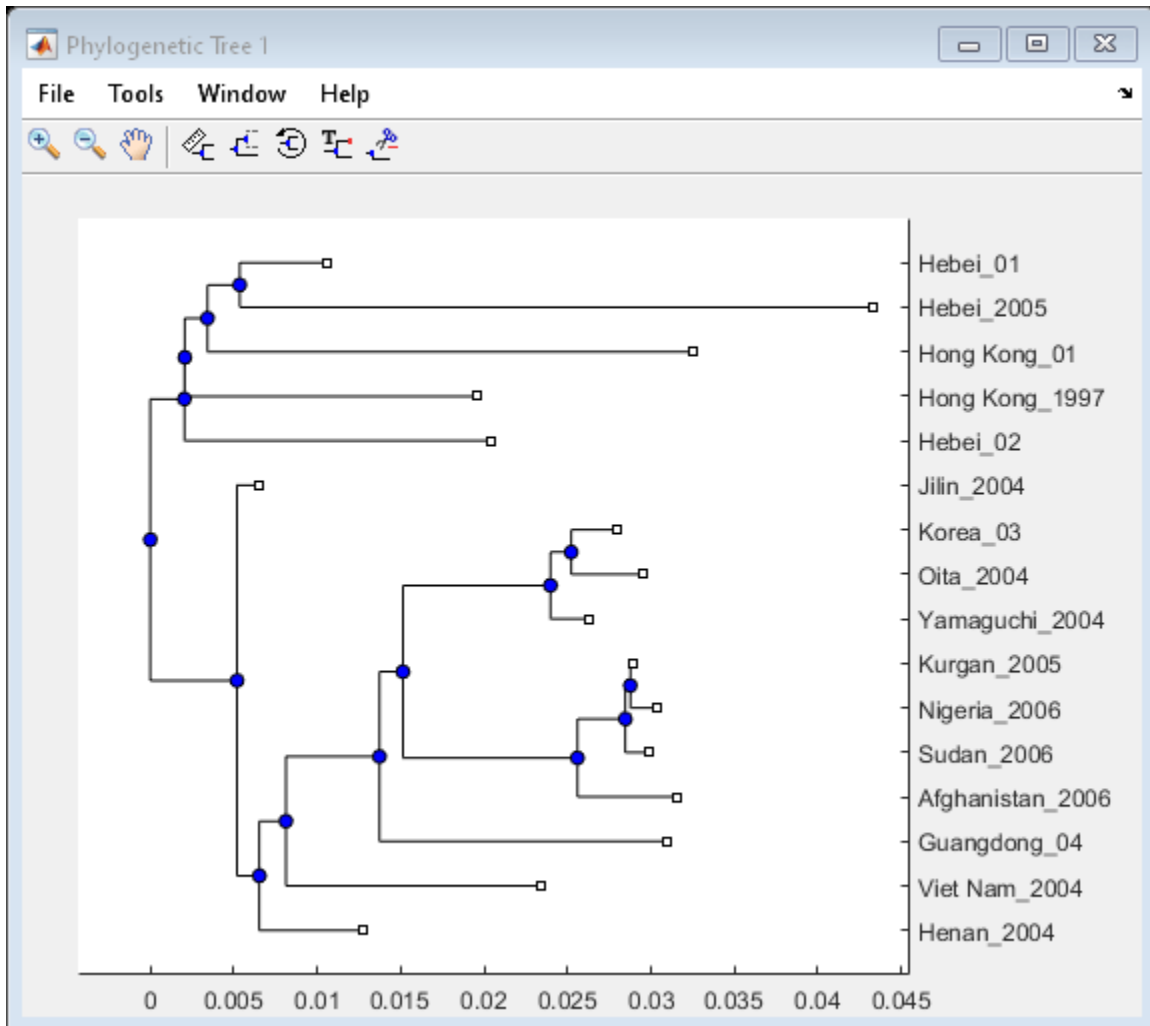 Phylogenetic Tree 1
File Tools Window Help
T
Hebei_01
Hebei_2005
Hong Kong_01
Hong Kong_1997
Hebei_02
Jilin_2004
Korea_03
Oita_2004
Yamaguchi_2004
Kurgan_2005
Nigeria_2006
Sudan_2006
Afghanistan_2006
Guangdong_04
Viet Nam_2004
Henan_2004
0 0.005 0.01 0.015 0.02 0.025 0.03 0.035 0.04 0.045